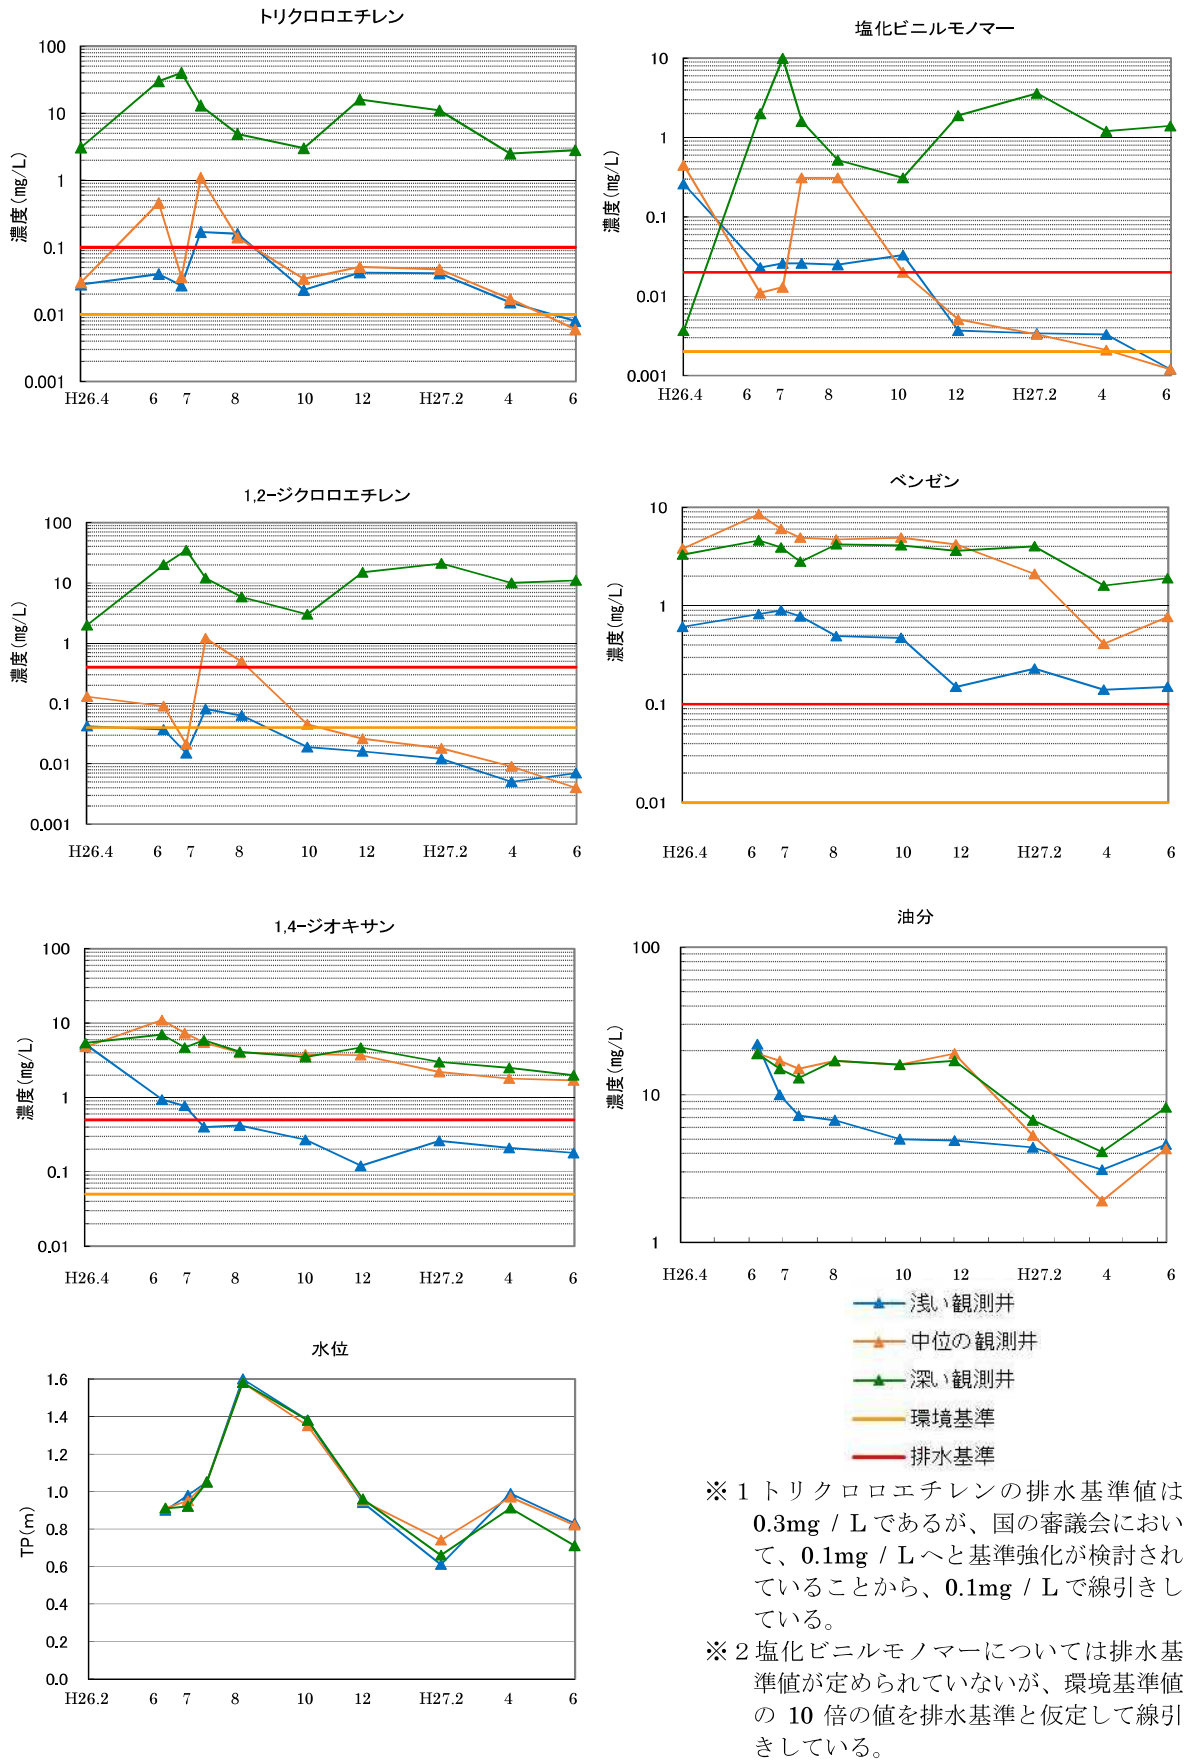 トリクロロエチレン
濃度(mg/L)
100
10
1
0.1
0.01
0.001
H26.4 6 7 8 10 12 H27.2 4 6
塩化ビニルモノマー
濃度(mg/L)
10
1
0.1
0.01
0.001
H26.4 6 7 8 10 12 H27.2 4 6
1,2-ジクロロエチレン
濃度(mg/L)
100
10
1
0.1
0.01
0.001
H26.4 6 7 8 10 12 H27.2 4 6
ベンゼン
濃度(mg/L)
10
1
0.1
0.01
H26.4 6 7 8 10 12 H27.2 4 6
1,4-ジオキサン
濃度(mg/L)
100
10
1
0.1
0.01
H26.4 6 7 8 10 12 H27.2 4 6
油分
濃度(mg/L)
100
10
1
H26.4 6 7 8 10 12 H27.2 4 6
浅い観測井
中位の観測井
深い観測井
環境基準
排水基準
水位
TP(m)
1.6
1.4
1.2
1.0
0.8
0.6
0.4
0.2
0.0
H26.2 6 7 8 10 12 H27.2 4 6
※1トリクロロエチレンの排水基準値は
0.3mg / L であるが、国の審議会におい
て、0.1mg / L へと基準強化が検討され
ていることから、0.1mg / L で線引きし
ている。
※2塩化ビニルモノマーについては排水基
準値が定められていないが、環境基準値
の 10 倍の値を排水基準と仮定して線引
きしている。